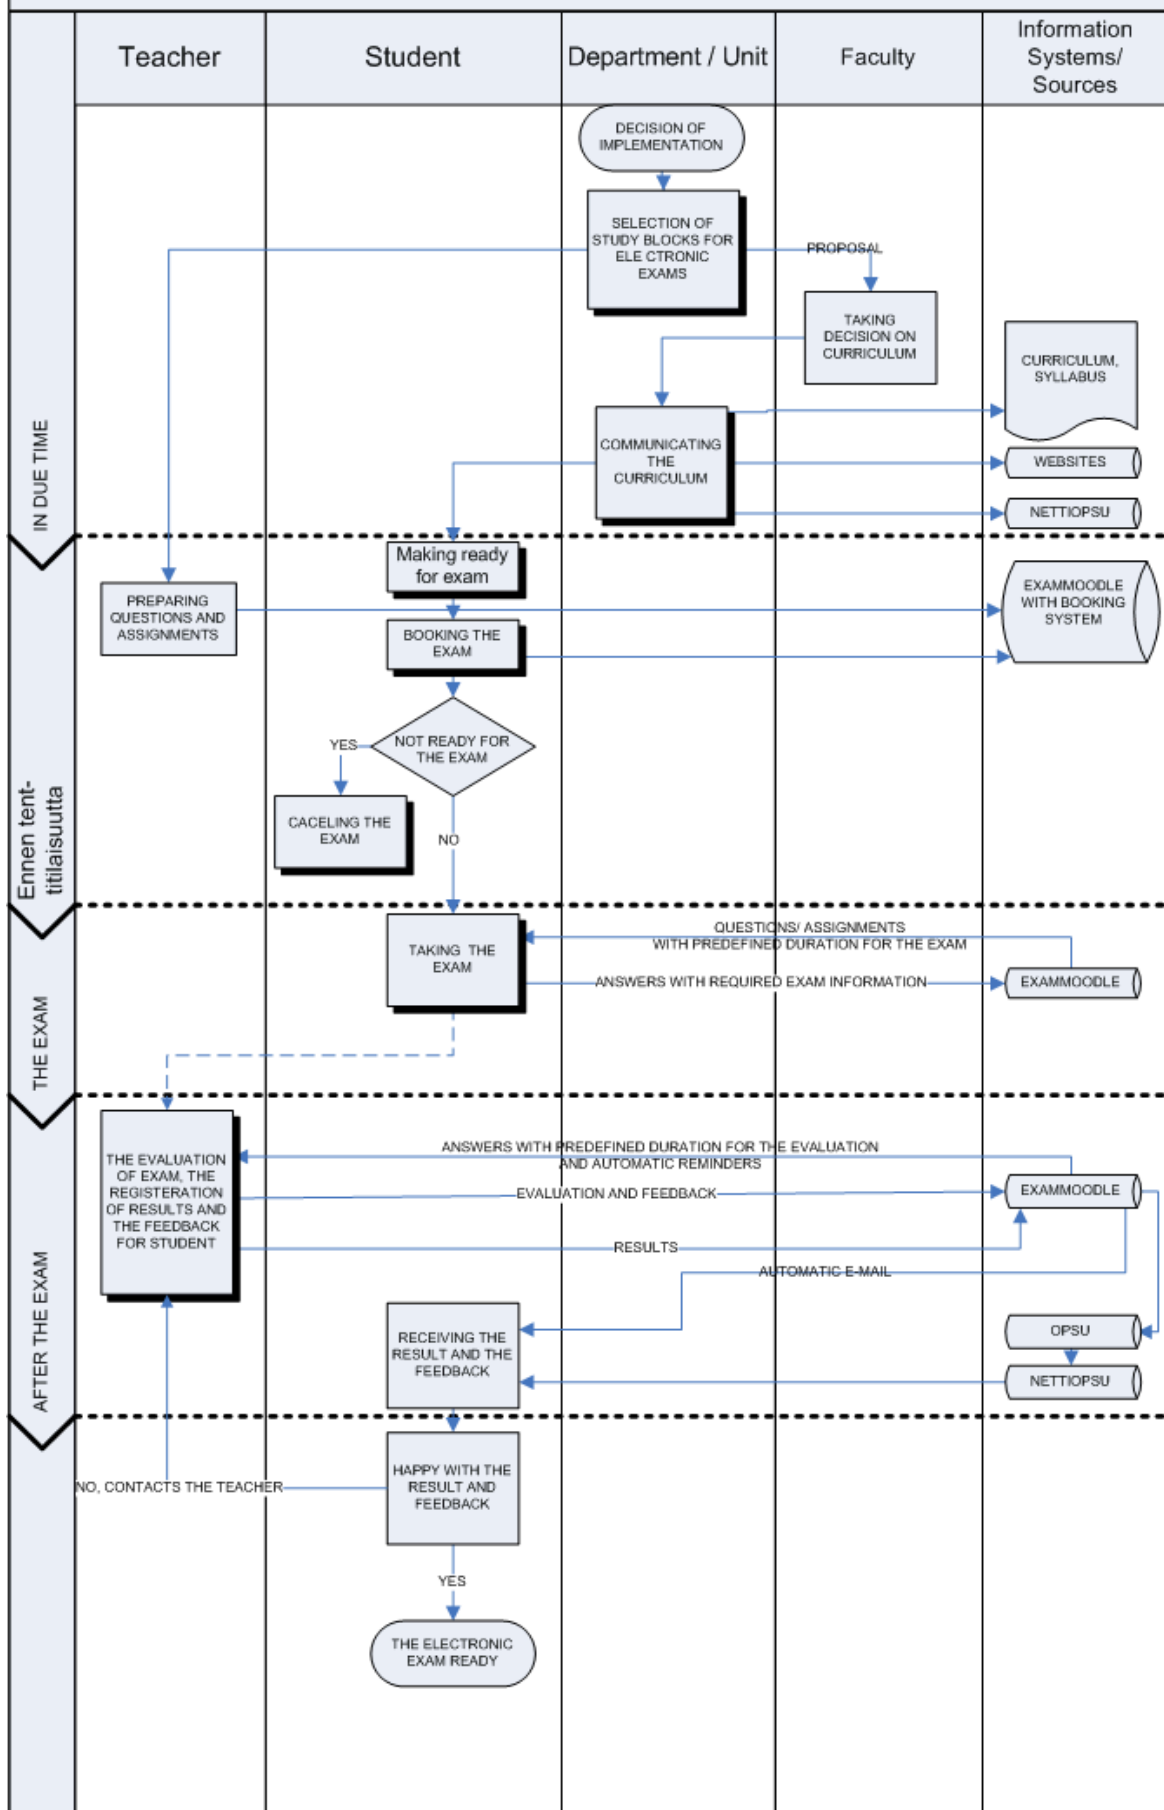 Teacher
Student
Department / Unit
Faculty
Information
Systems/
Sources
IN DUE TIME
DECISION OF
IMPLEMENTATION
SELECTION OF
STUDY BLOCKS FOR
ELE CTRONIC
EXAMS
PROPOSAL
TAKING
DECISION ON
CURRICULUM
CURRICULUM,
SYLLABUS
COMMUNICATING
THE
CURRICULUM
WEBSITES
NETTIOPSU
Ennen tent-
titilaisuutta
Making ready
for exam
PREPARING
QUESTIONS AND
ASSIGNMENTS
EXAMMOODLE
WITH BOOKING
SYSTEM
BOOKING THE
EXAM
NOT READY FOR
THE EXAM
YES
CACELING THE
EXAM
NO
THE EXAM
TAKING THE
EXAM
QUESTIONS/ ASSIGNMENTS
WITH PREDEFINED DURATION FOR THE EXAM
ANSWERS WITH REQUIRED EXAM INFORMATION
EXAMMOODLE
AFTER THE EXAM
THE EVALUATION
OF EXAM, THE
REGISTERATION
OF RESULTS AND
THE FEEDBACK
FOR STUDENT
ANSWERS WITH PREDEFINED DURATION FOR THE EVALUATION
AND AUTOMATIC REMINDERS
EVALUATION AND FEEDBACK
EXAMMOODLE
RESULTS
AUTOMATIC E-MAIL
RECEIVING THE
RESULT AND THE
FEEDBACK
OPSU
NETTIOPSU
HAPPY WITH THE
RESULT AND
FEEDBACK
NO, CONTACTS THE TEACHER
YES
THE ELECTRONIC
EXAM READY